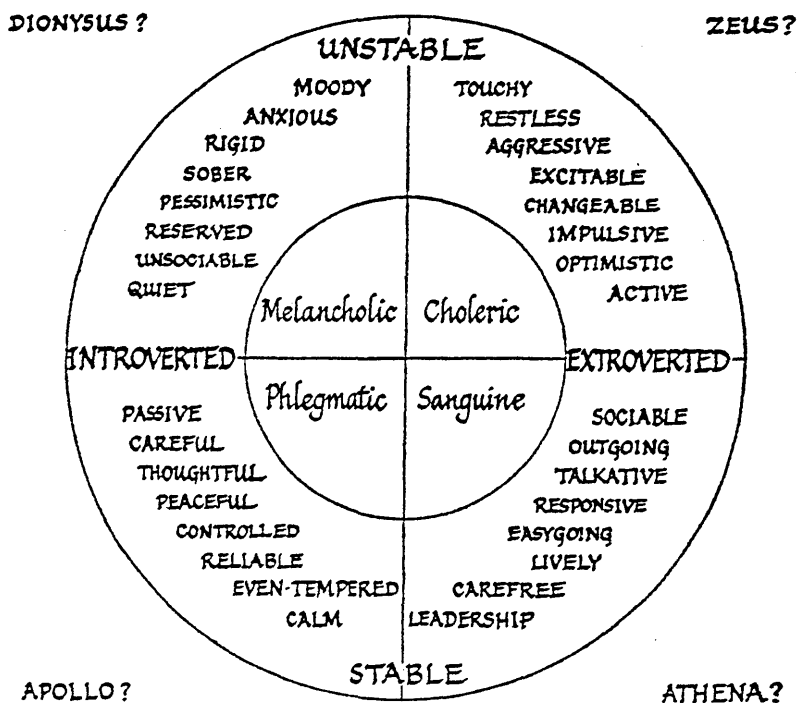 DIONYSUS?
ZEUS?
UNSTABLE
MOODY
ANXIOUS
RIGID
SOBER
PESSIMISTIC
RESERVED
UNSOCIABLE
QUIET
TOUCHY
RESTLESS
AGGRESSIVE
EXCITABLE
CHANGEABLE
IMPULSIVE
OPTIMISTIC
ACTIVE
Melancholic
Choleric
INTROVERTED
EXTROVERTED
Phlegmatic
Sanguine
PASSIVE
CAREFUL
THOUGHTFUL
PEACEFUL
CONTROLLED
RELIABLE
EVEN-TEMPERED
CALM
SOCIABLE
OUTGOING
TALKATIVE
RESPONSIVE
EASYGOING
LIVELY
CAREFREE
LEADERSHIP
STABLE
APOLLO?
ATHENA?